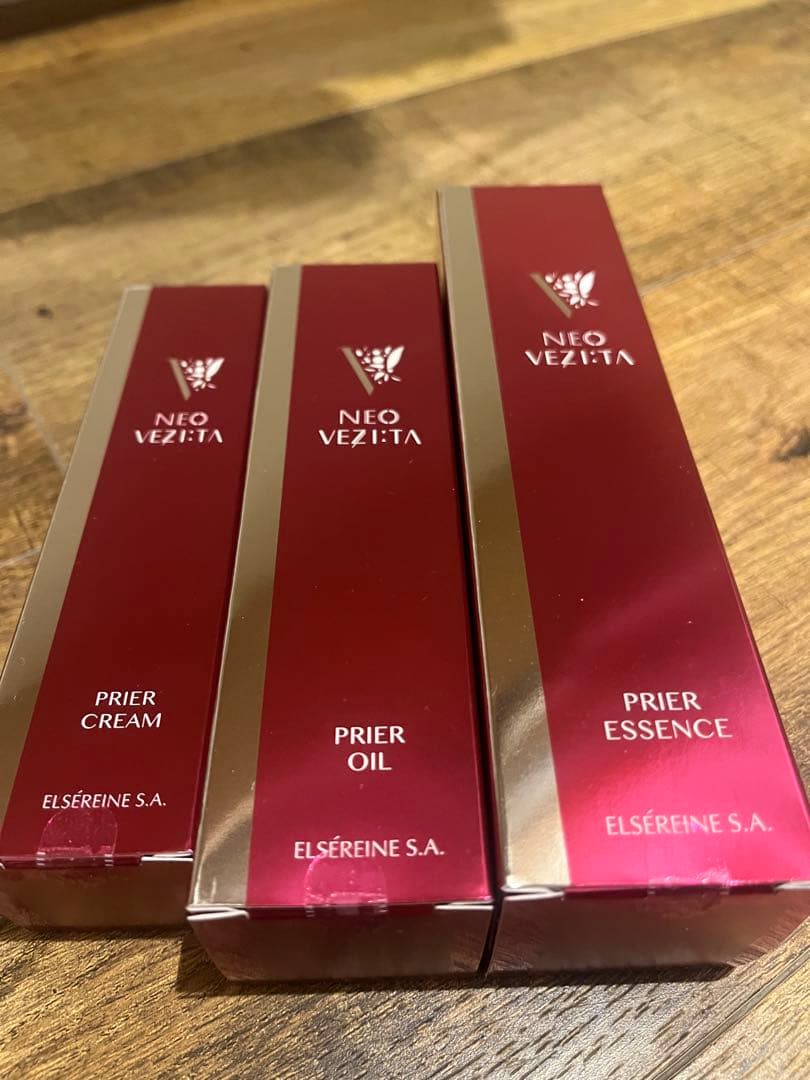 NEO
VEZI:TA
PRIER
CREAM
ELSÉREINE S.A.
NEO
VEZI:TA
PRIER
OIL
ELSÉREINE S.A.
NEO
VEZI:TA
PRIER
ESSENCE
ELSÉREINE S.A.